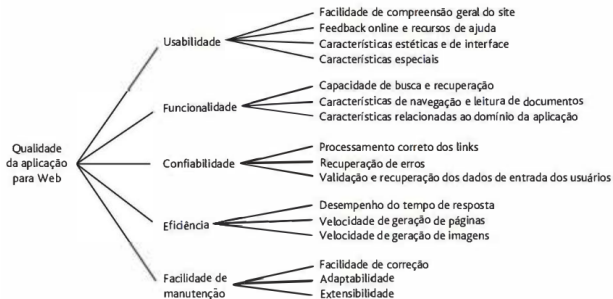 Qualidade
da aplicação
para Web
Usabilidade
Facilidade de compreensão geral do site
Feedback online e recursos de ajuda
Características estéticas e de interface
Características especiais
Funcionalidade
Capacidade de busca e recuperação
Características de navegação e leitura de documentos
Características relacionadas ao domínio da aplicação
Confiabilidade
Processamento correto dos links
Recuperação de erros
Validação e recuperação dos dados de entrada dos usuários
Eficiência
Desempenho do tempo de resposta
Velocidade de geração de páginas
Velocidade de geração de imagens
Facilidade de
manutenção
Facilidade de correção
Adaptabilidade
Extensibilidade